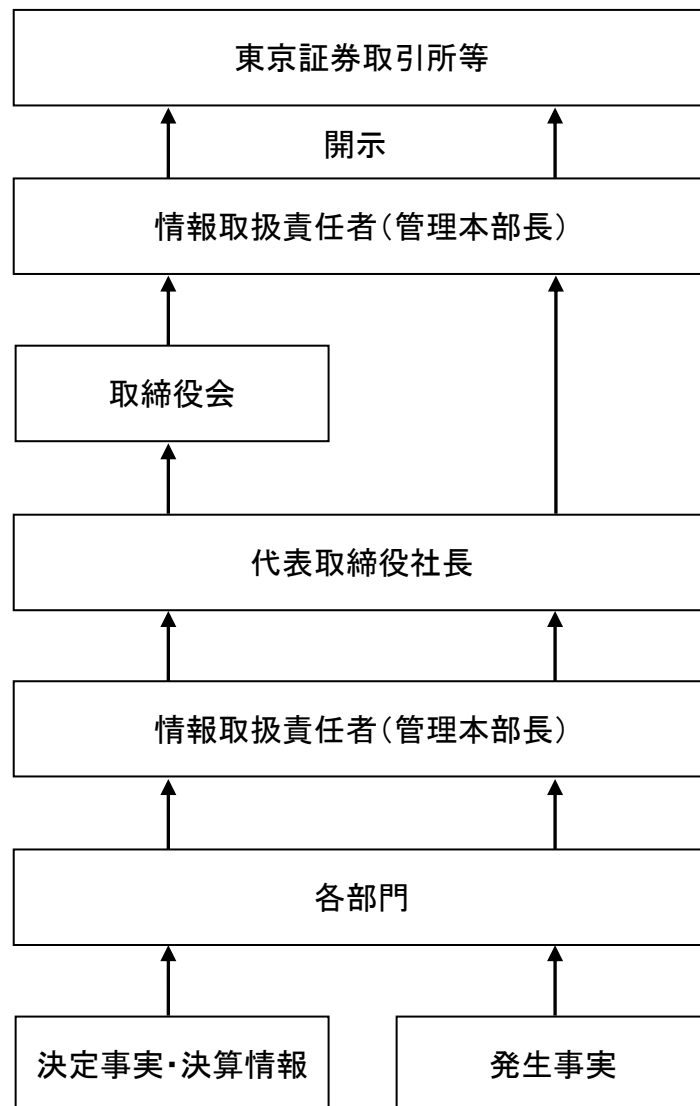 東京証券取引所等
開示
情報取扱責任者(管理本部長)
取締役会
代表取締役社長
情報取扱責任者(管理本部長)
各部門
決定事実・決算情報
発生事実